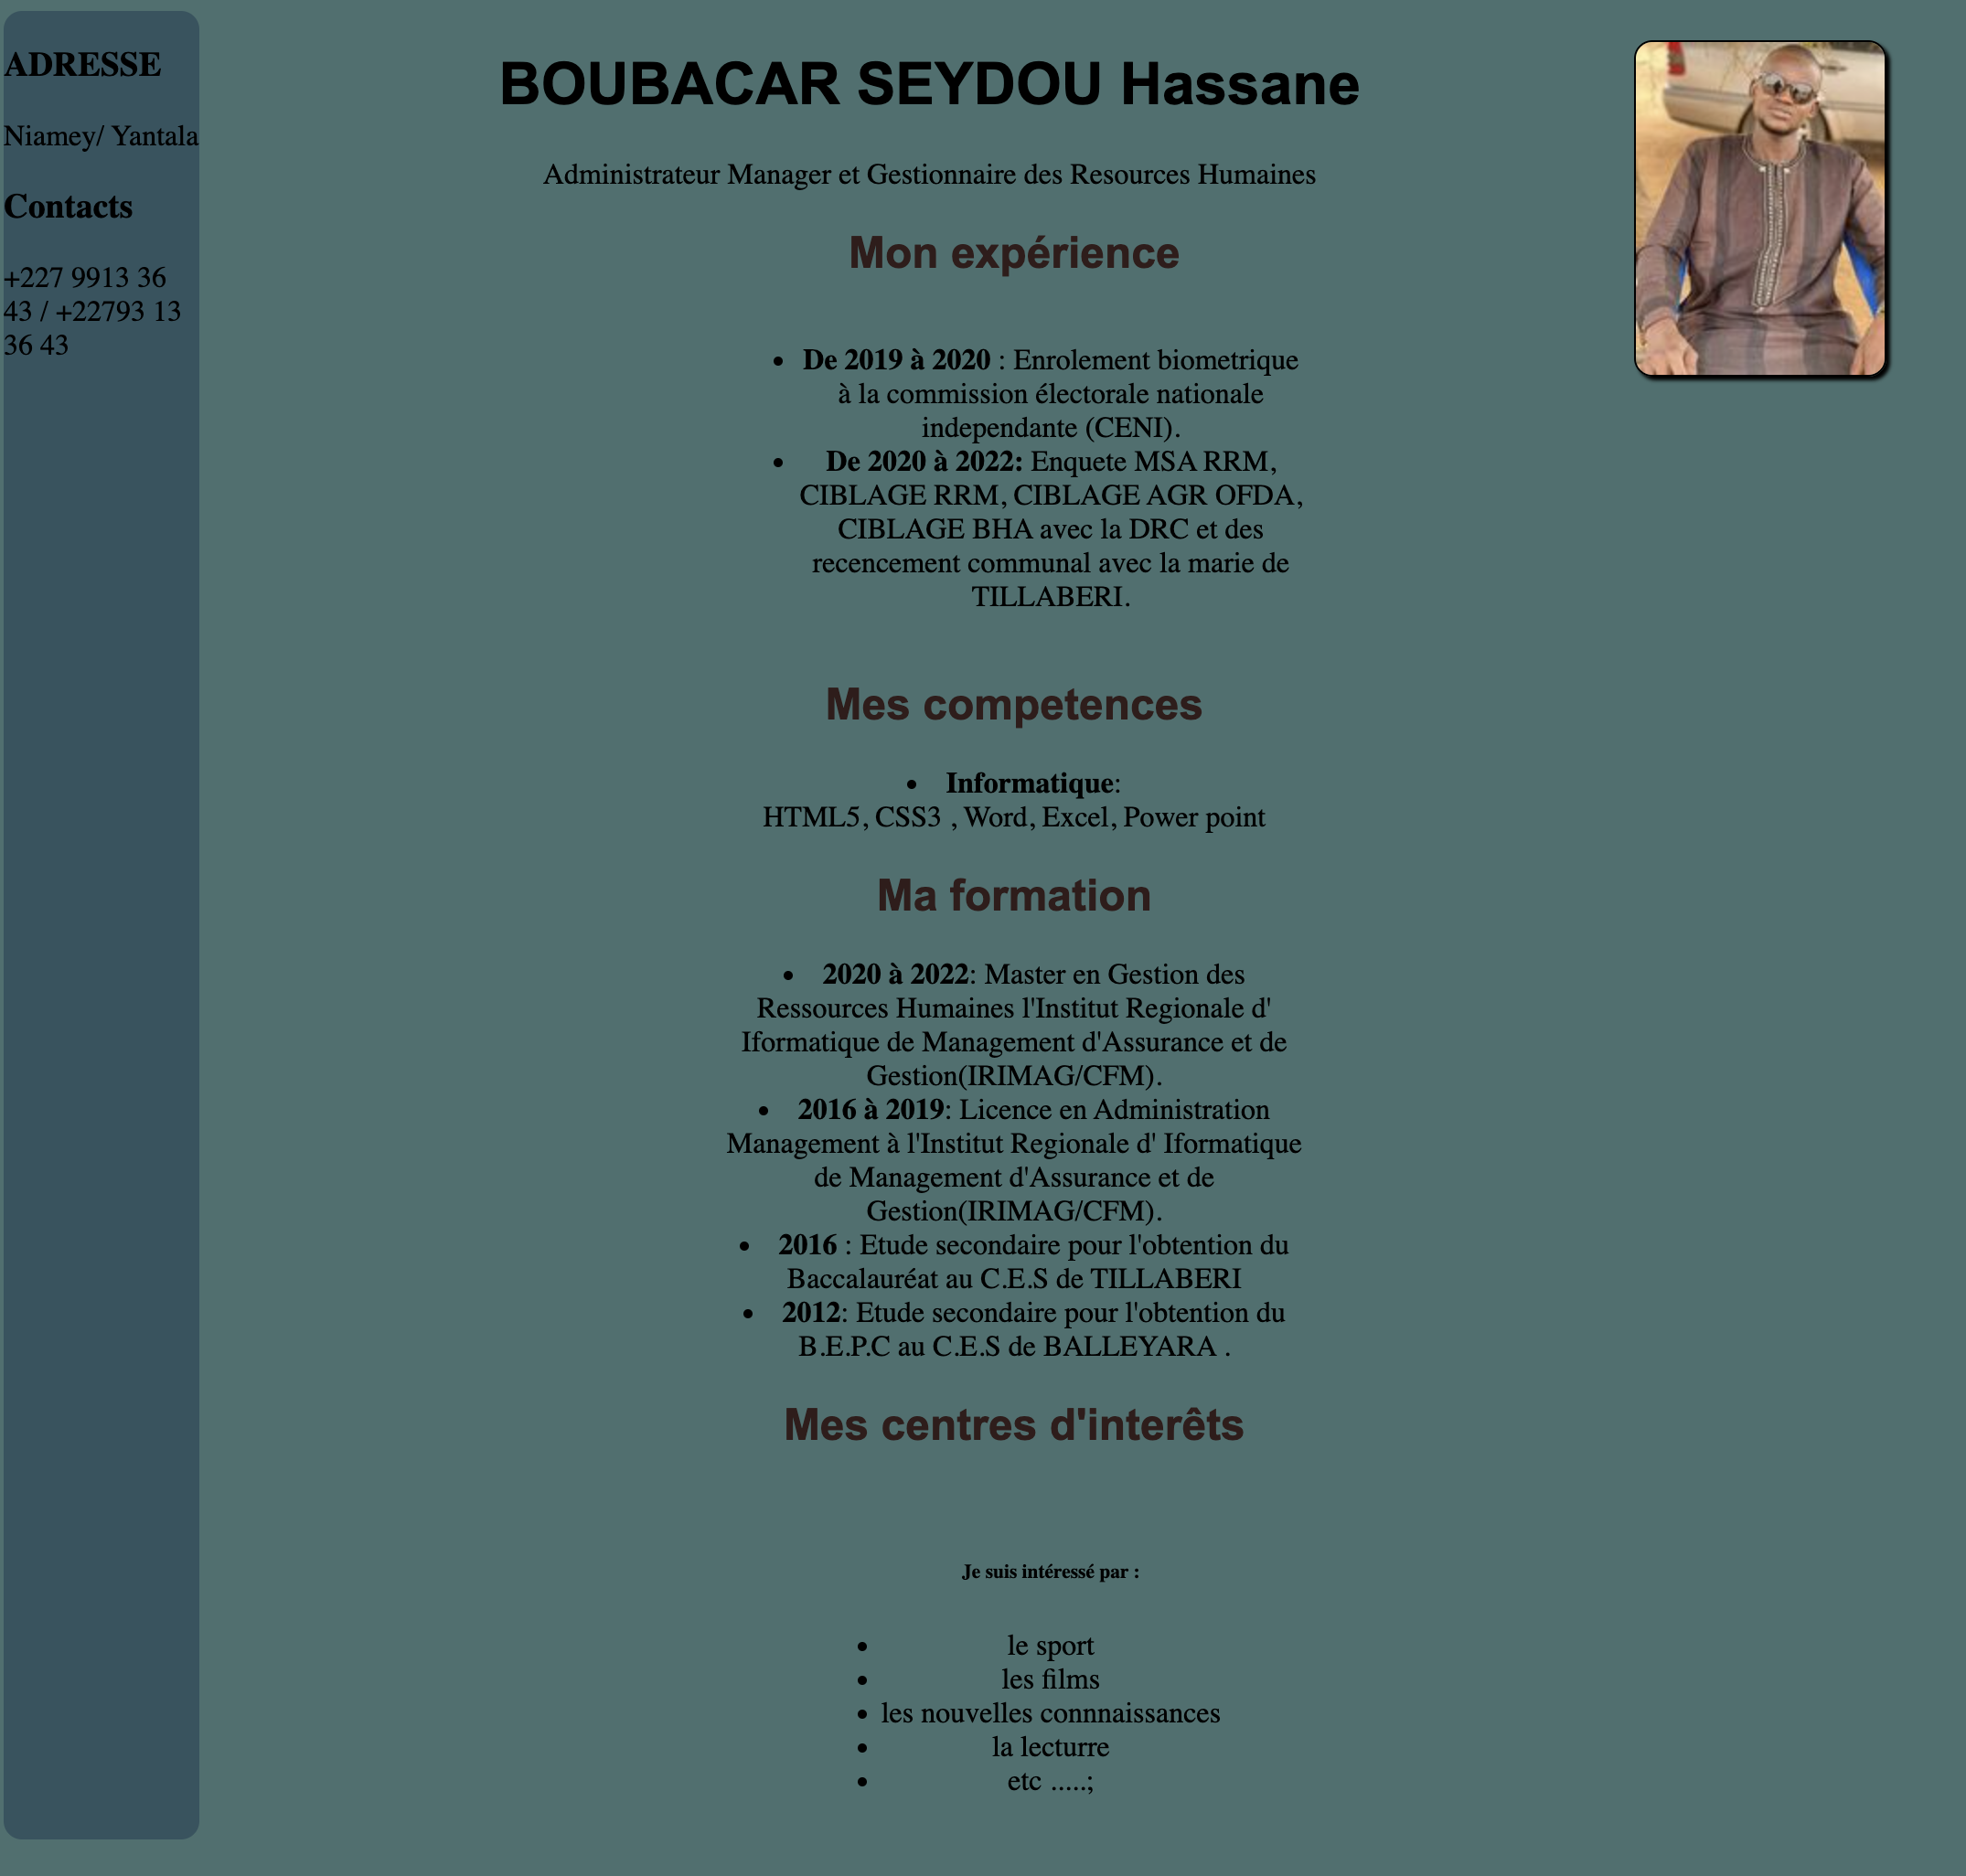 ADRESSE
Niamey/ Yantala
Contacts
+227 9913 36
43 / +22793 13
36 43
BOUBACAR SEYDOU Hassane
Administrateur Manager et Gestionnaire des Resources Humaines
Mon expérience
• De 2019 à 2020 : Enrolement biometrique
à la commission électorale nationale
independante (CENI).
• De 2020 à 2022: Enquete MSA RRM,
CIBLAGE RRM, CIBLAGE AGR OFDA,
CIBLAGE BHA avec la DRC et des
recencement communal avec la marie de
TILLABERI.
Mes competences
• Informatique:
HTML5, CSS3 , Word, Excel, Power point
Ma formation
• 2020 à 2022: Master en Gestion des
Ressources Humaines l'Institut Regionale d'
Iformatique de Management d'Assurance et de
Gestion(IRIMAG/CFM).
• 2016 à 2019: Licence en Administration
Management à l'Institut Regionale d' Iformatique
de Management d'Assurance et de
Gestion(IRIMAG/CFM).
• 2016 : Etude secondaire pour l'obtention du
Baccalauréat au C.E.S de TILLABERI
• 2012: Etude secondaire pour l'obtention du
B.E.P.C au C.E.S de BALLEYARA .
Mes centres d'interêts
Je suis intéressé par :
• le sport
• les films
• les nouvelles connnaissances
• la lecturre
• etc .....;